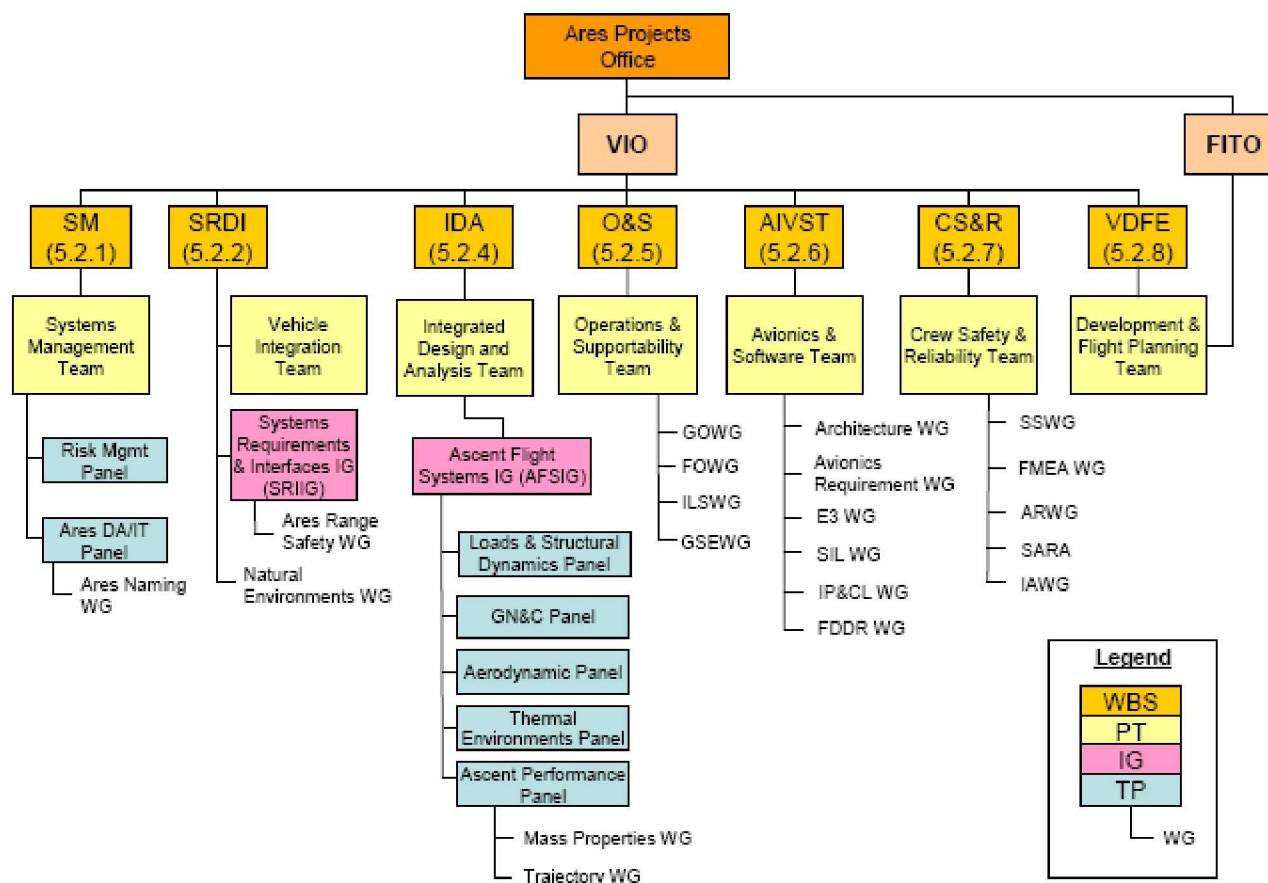 Ares Projects
Office
VIO
FITO
SM
(5.2.1)
SRDI
(5.2.2)
IDA
(5.2.4)
O&S
(5.2.5)
AIVST
(5.2.6)
CS&R
(5.2.7)
VDFE
(5.2.8)
Systems
Management
Team
Vehicle
Integration
Team
Integrated
Design and
Analysis Team
Operations &
Supportability
Team
Avionics &
Software Team
Crew Safety &
Reliability Team
Development &
Flight Planning
Team
Risk Mgmt
Panel
Ares DA/IT
Panel
Ares Naming
WG
Systems
Requirements
& Interfaces IG
(SRIIG)
Ares Range
Safety WG
Natural
Environments WG
Ascent Flight
Systems IG (AFSIG)
Loads & Structural
Dynamics Panel
GN&C Panel
Aerodynamic Panel
Thermal
Environments Panel
Ascent Performance
Panel
Mass Properties WG
Trajectory WG
GOWG
FOWG
ILSWG
GSEWG
Architecture WG
Avionics
Requirement WG
E3 WG
SIL WG
IP&CL WG
FDDR WG
SSWG
FMEA WG
ARWG
SARA
IAWG
Legend
WBS
PT
IG
TP
WG